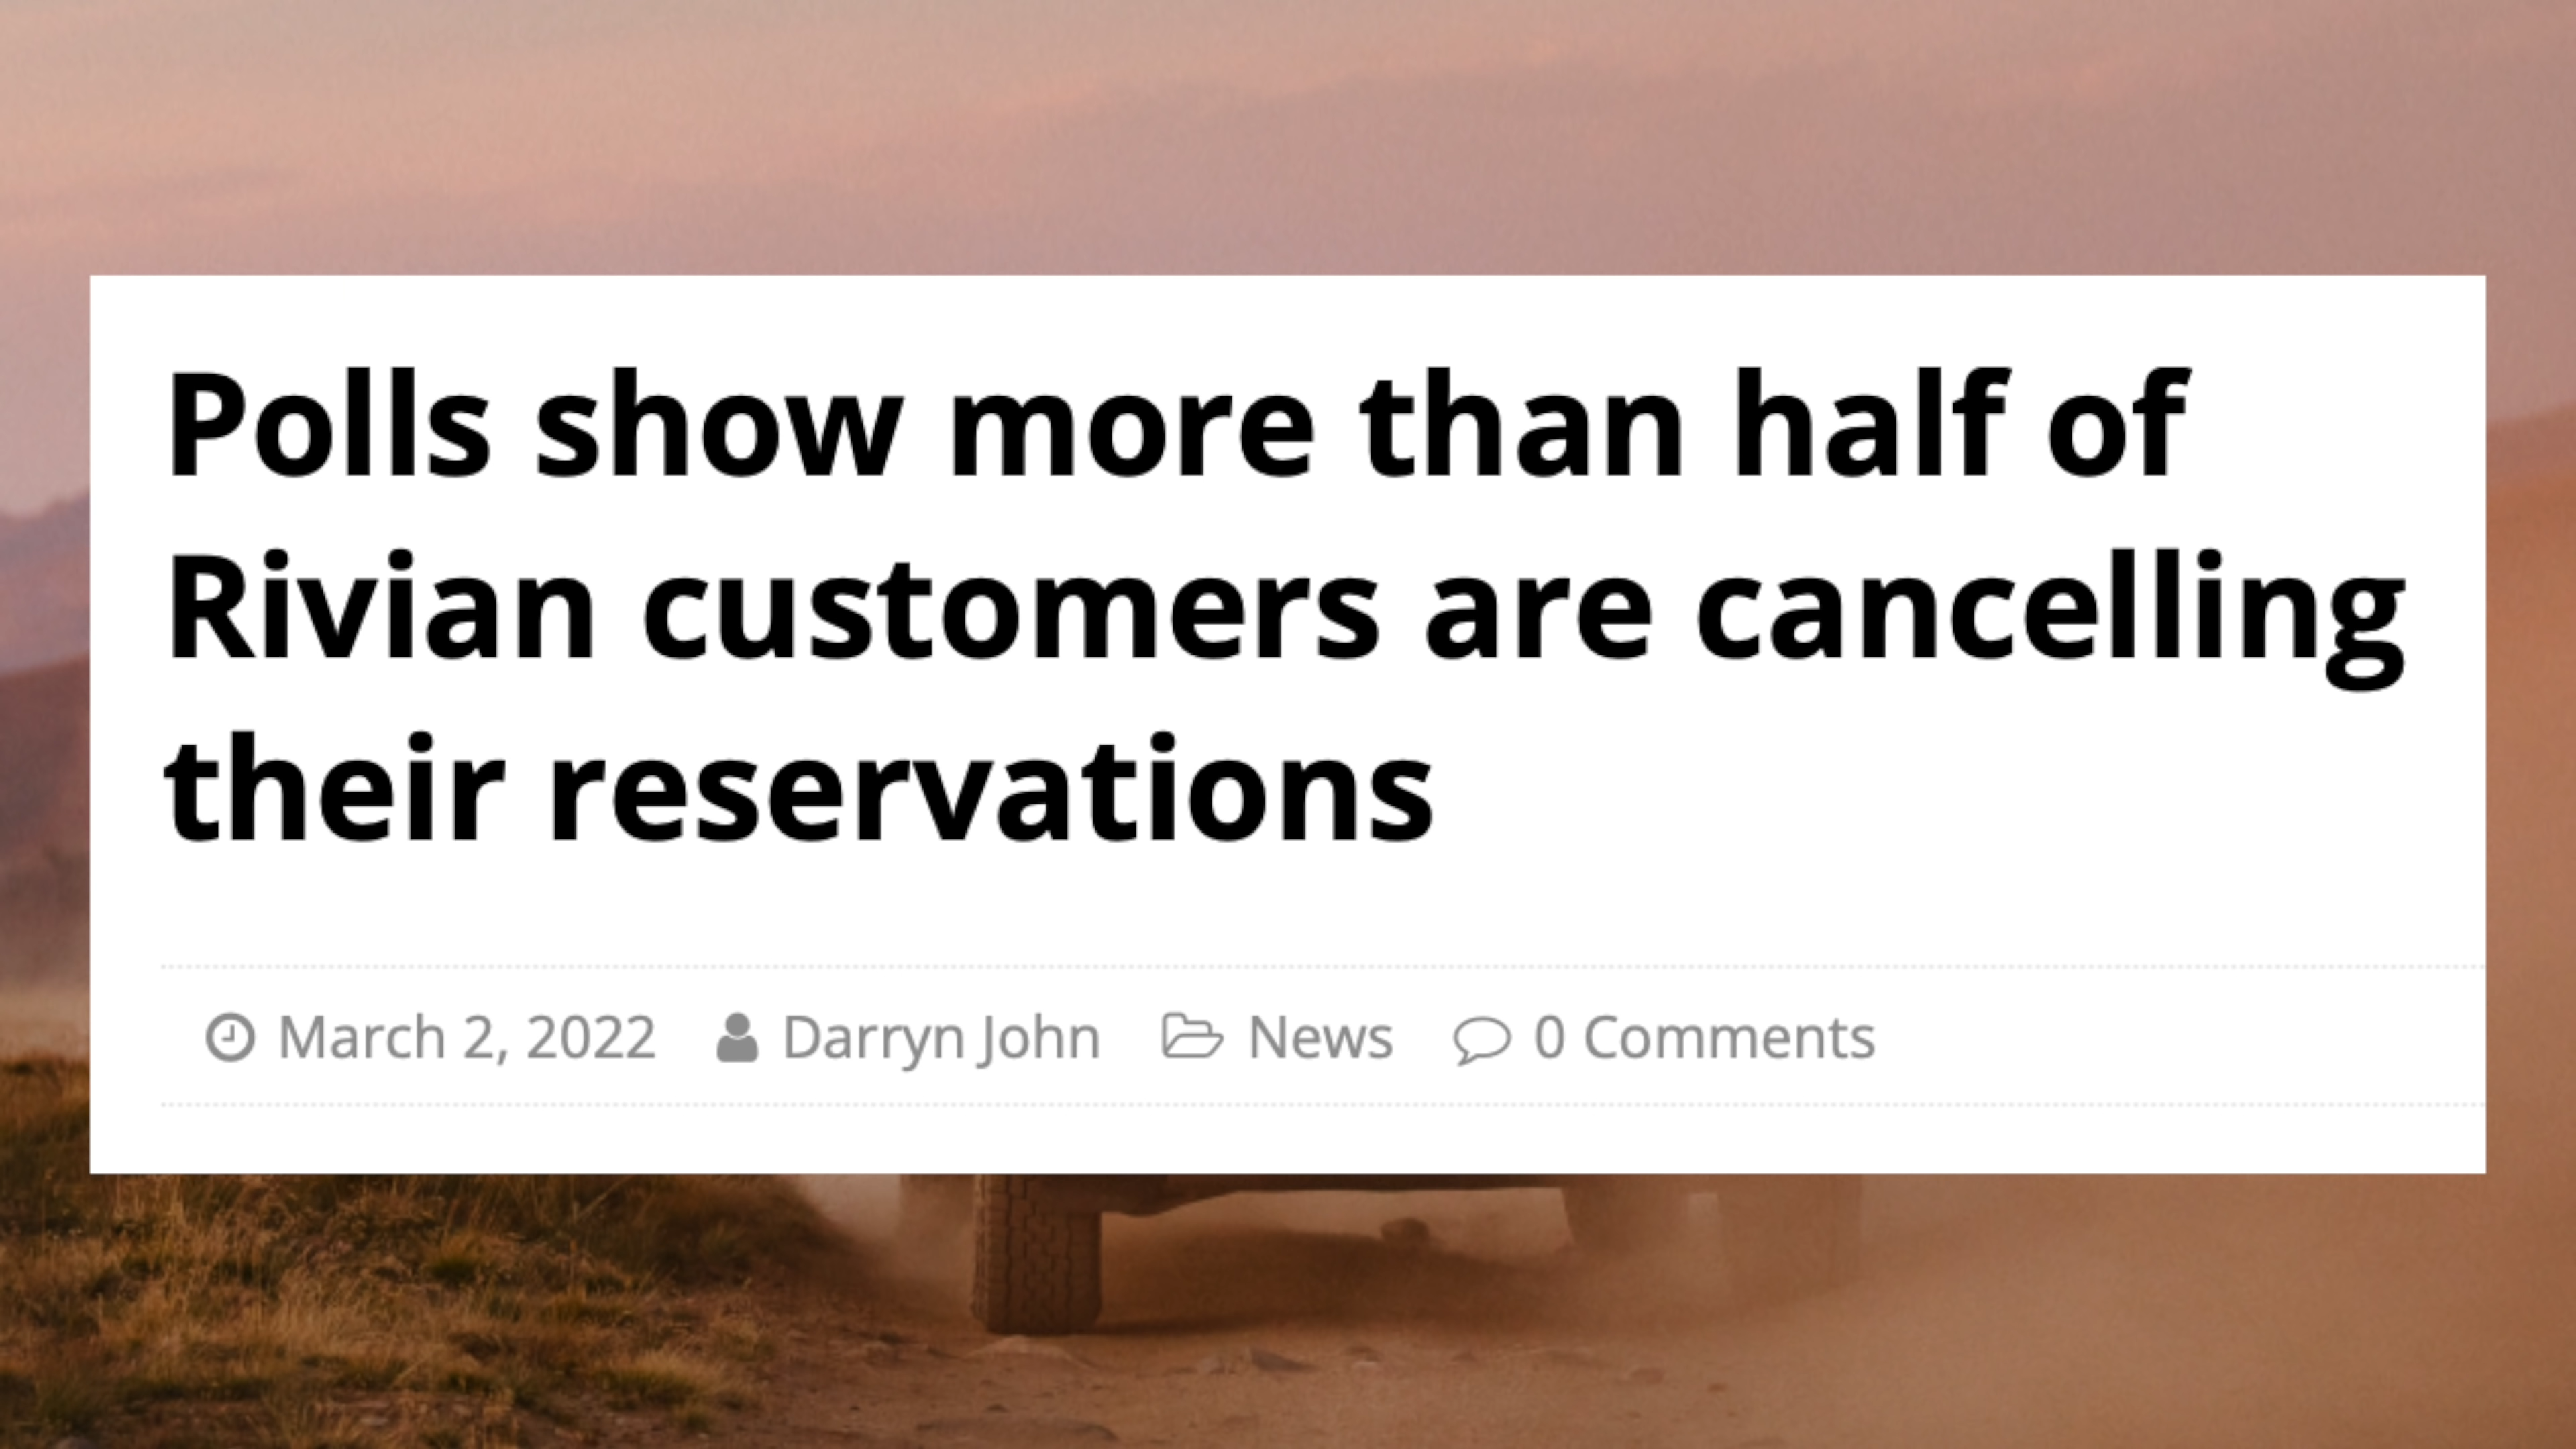 Polls show more than half of
Rivian customers are cancelling
their reservations
March 2, 2022 Darryn John News 0 Comments